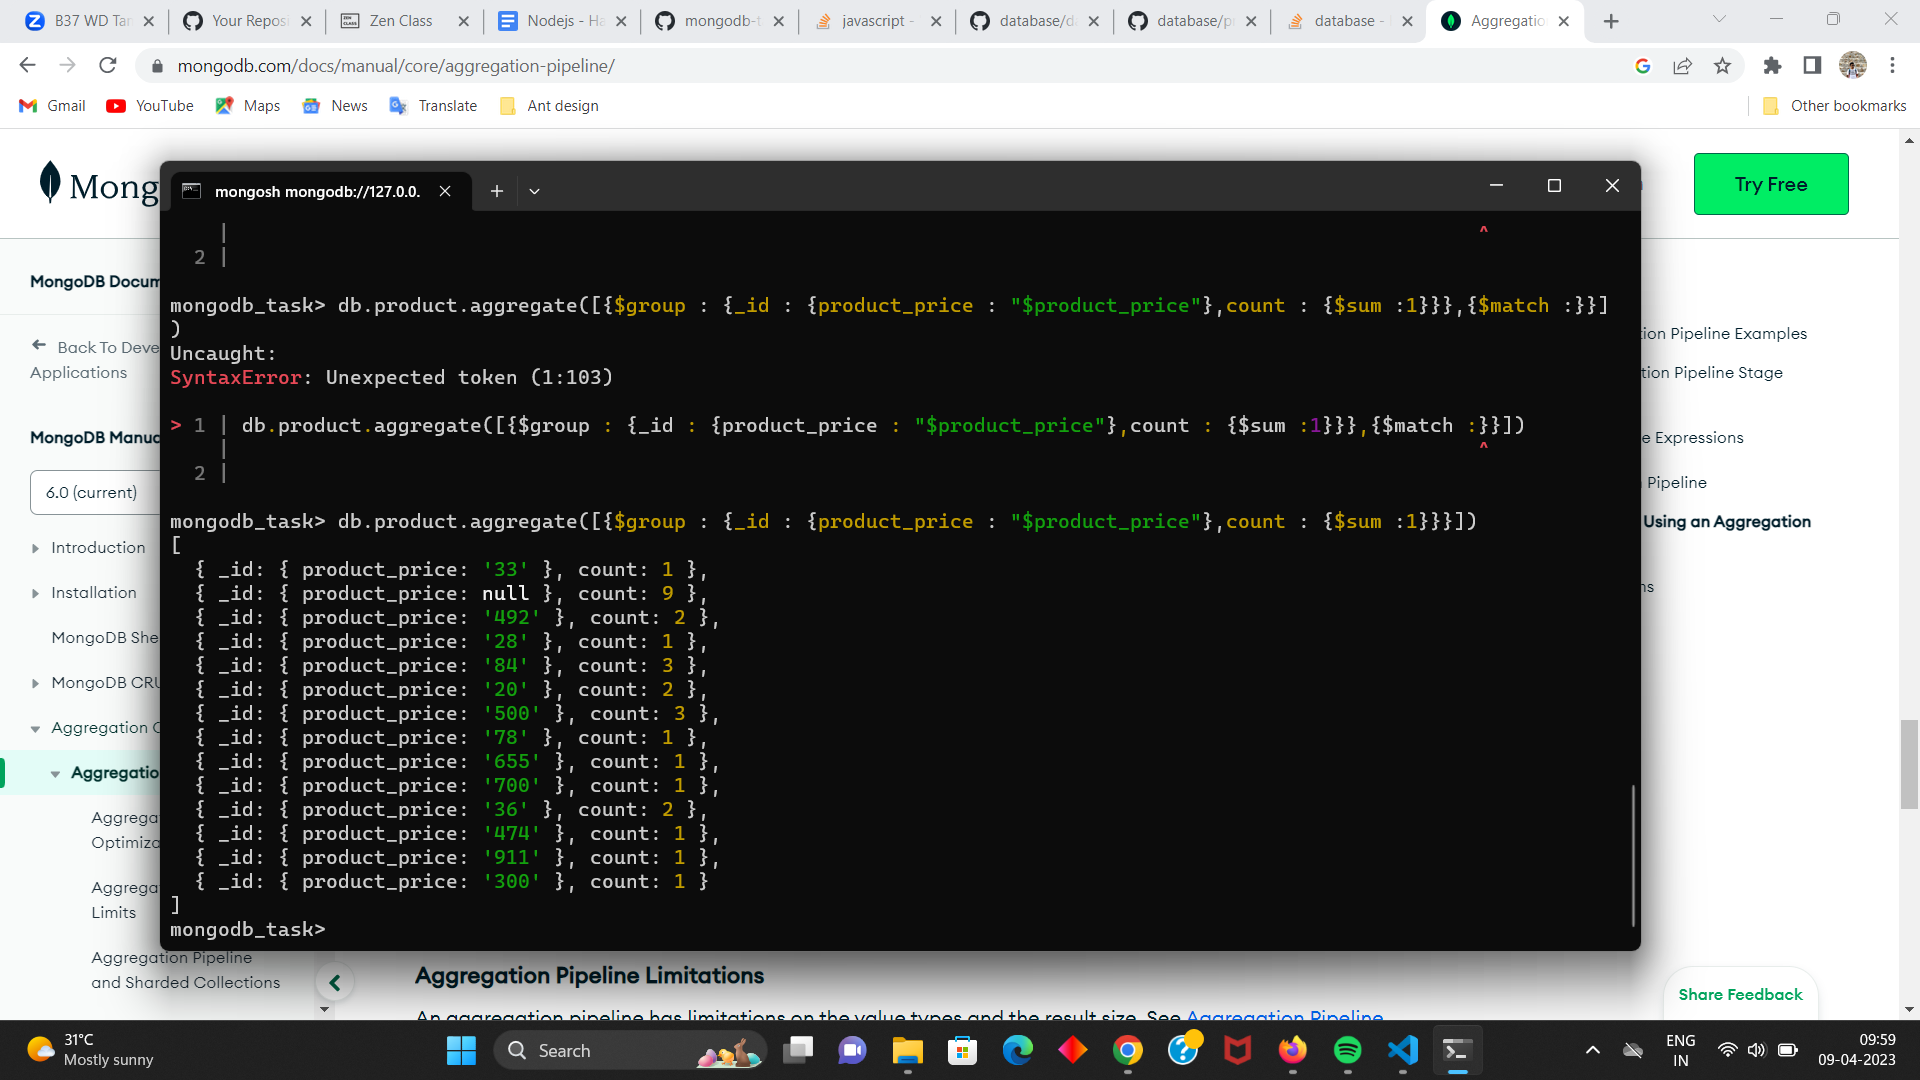 B37 WD Tan
Your Reposi
Zen Class
Nodejs - Ha
mongodb-t
javascript -
database/d
database/p
database -
Aggregatio
mongodb.com/docs/manual/core/aggregation-pipeline/
Gmail
YouTube
Maps
News
Translate
Ant design
Other bookmarks
Mong
Try Free
mongosh mongodb://127.0.0.
MongoDB Docum
Back To Deve
Applications
MongoDB Manua
6.0 (current)
Introduction
Installation
MongoDB She
MongoDB CRU
Aggregation O
Aggregatio
Aggrega
Optimiza
Aggrega
Limits
Aggregation Pipeline
and Sharded Collections
|
^
2 |
mongodb_task> db.product.aggregate([{$group : {_id : {product_price : "$product_price"},count : {$sum :1}}},{$match :}}]
)
Uncaught:
SyntaxError: Unexpected token (1:103)
> 1 | db.product.aggregate([{$group : {_id : {product_price : "$product_price"},count : {$sum :1}}},{$match :}}])
| ^
2 |
mongodb_task> db.product.aggregate([{$group : {_id : {product_price : "$product_price"},count : {$sum :1}}}])
[
{ _id: { product_price: '33' }, count: 1 },
{ _id: { product_price: null }, count: 9 },
{ _id: { product_price: '492' }, count: 2 },
{ _id: { product_price: '28' }, count: 1 },
{ _id: { product_price: '84' }, count: 3 },
{ _id: { product_price: '20' }, count: 2 },
{ _id: { product_price: '500' }, count: 3 },
{ _id: { product_price: '78' }, count: 1 },
{ _id: { product_price: '655' }, count: 1 },
{ _id: { product_price: '700' }, count: 1 },
{ _id: { product_price: '36' }, count: 2 },
{ _id: { product_price: '474' }, count: 1 },
{ _id: { product_price: '911' }, count: 1 },
{ _id: { product_price: '300' }, count: 1 }
]
mongodb_task>
ion Pipeline Examples
tion Pipeline Stage
e Expressions
Pipeline
Using an Aggregation
ns
Aggregation Pipeline Limitations
An aggregation pipeline has limitations on the value types and the result size. See Aggregation Pipeline
Share Feedback
31°C
Mostly sunny
Search
ENG
IN
09:59
09-04-2023